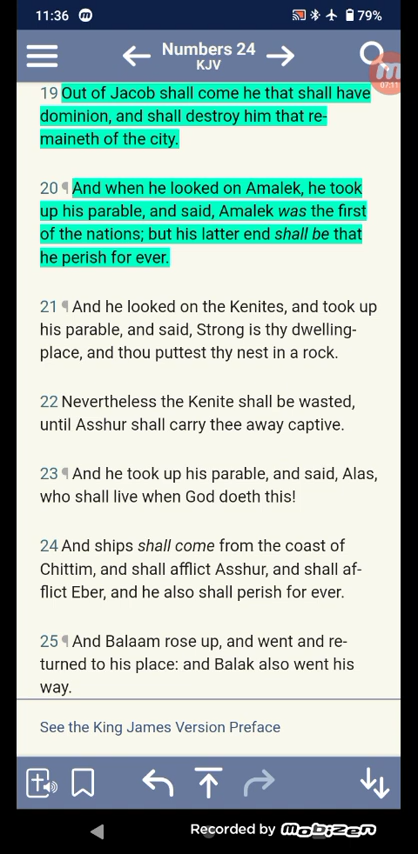 11:36 79%
Numbers 24
KJV
07:11
19 Out of Jacob shall come he that shall have
dominion, and shall destroy him that re-
maineth of the city.
20 ¶ And when he looked on Amalek, he took
up his parable, and said, Amalek was the first
of the nations; but his latter end shall be that
he perish for ever.
21 ¶ And he looked on the Kenites, and took up
his parable, and said, Strong is thy dwelling-
place, and thou puttest thy nest in a rock.
22 Nevertheless the Kenite shall be wasted,
until Asshur shall carry thee away captive.
23 ¶ And he took up his parable, and said, Alas,
who shall live when God doeth this!
24 And ships shall come from the coast of
Chittim, and shall afflict Asshur, and shall af-
flict Eber, and he also shall perish for ever.
25 ¶ And Balaam rose up, and went and re-
turned to his place: and Balak also went his
way.
See the King James Version Preface
Recorded by mobizen